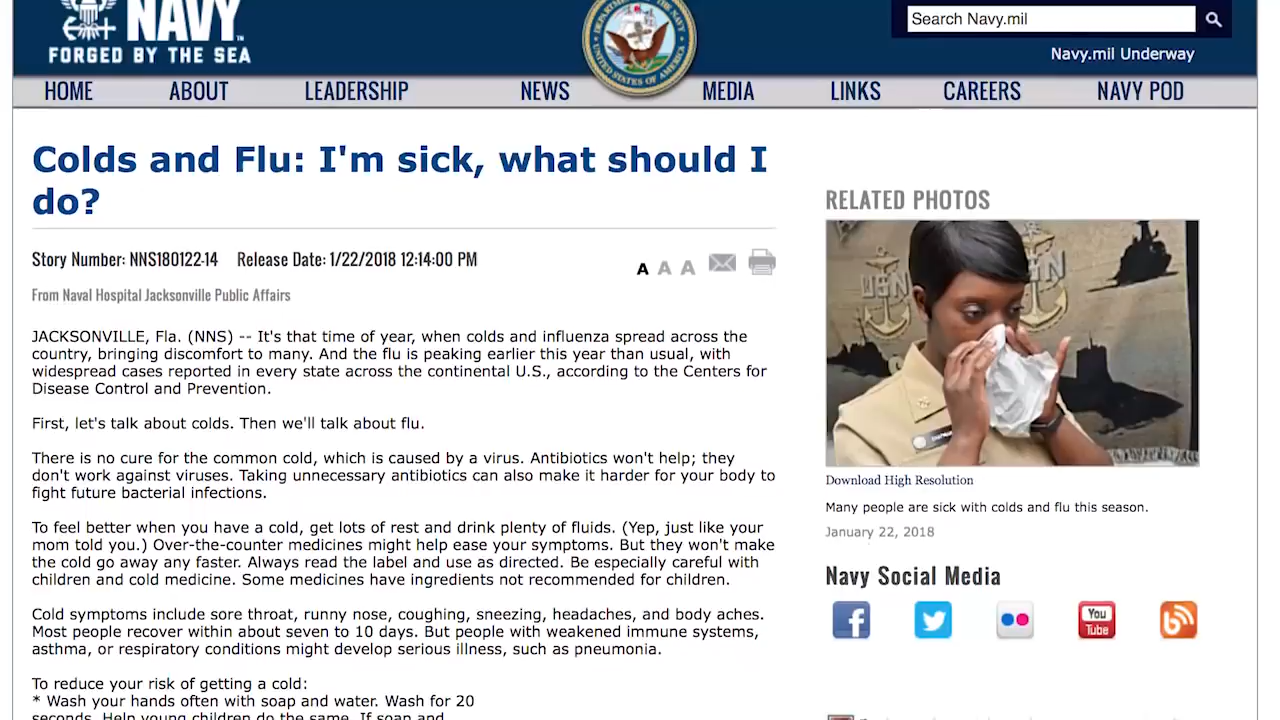 NAVY
FORGED BY THE SEA
Search Navy.mil
Navy.mil Underway
HOME ABOUT LEADERSHIP NEWS MEDIA LINKS CAREERS NAVY POD
Colds and Flu: I'm sick, what should I
do?
Story Number: NNS180122-14 Release Date: 1/22/2018 12:14:00 PM
A A A
From Naval Hospital Jacksonville Public Affairs
JACKSONVILLE, Fla. (NNS) -- It's that time of year, when colds and influenza spread across the
country, bringing discomfort to many. And the flu is peaking earlier this year than usual, with
widespread cases reported in every state across the continental U.S., according to the Centers for
Disease Control and Prevention.
First, let's talk about colds. Then we'll talk about flu.
There is no cure for the common cold, which is caused by a virus. Antibiotics won't help; they
don't work against viruses. Taking unnecessary antibiotics can also make it harder for your body to
fight future bacterial infections.
To feel better when you have a cold, get lots of rest and drink plenty of fluids. (Yep, just like your
mom told you.) Over-the-counter medicines might help ease your symptoms. But they won't make
the cold go away any faster. Always read the label and use as directed. Be especially careful with
children and cold medicine. Some medicines have ingredients not recommended for children.
Cold symptoms include sore throat, runny nose, coughing, sneezing, headaches, and body aches.
Most people recover within about seven to 10 days. But people with weakened immune systems,
asthma, or respiratory conditions might develop serious illness, such as pneumonia.
To reduce your risk of getting a cold:
* Wash your hands often with soap and water. Wash for 20
seconds. Help young children do the same. If soap and
RELATED PHOTOS
USN
Download High Resolution
Many people are sick with colds and flu this season.
January 22, 2018
Navy Social Media
You
Tube